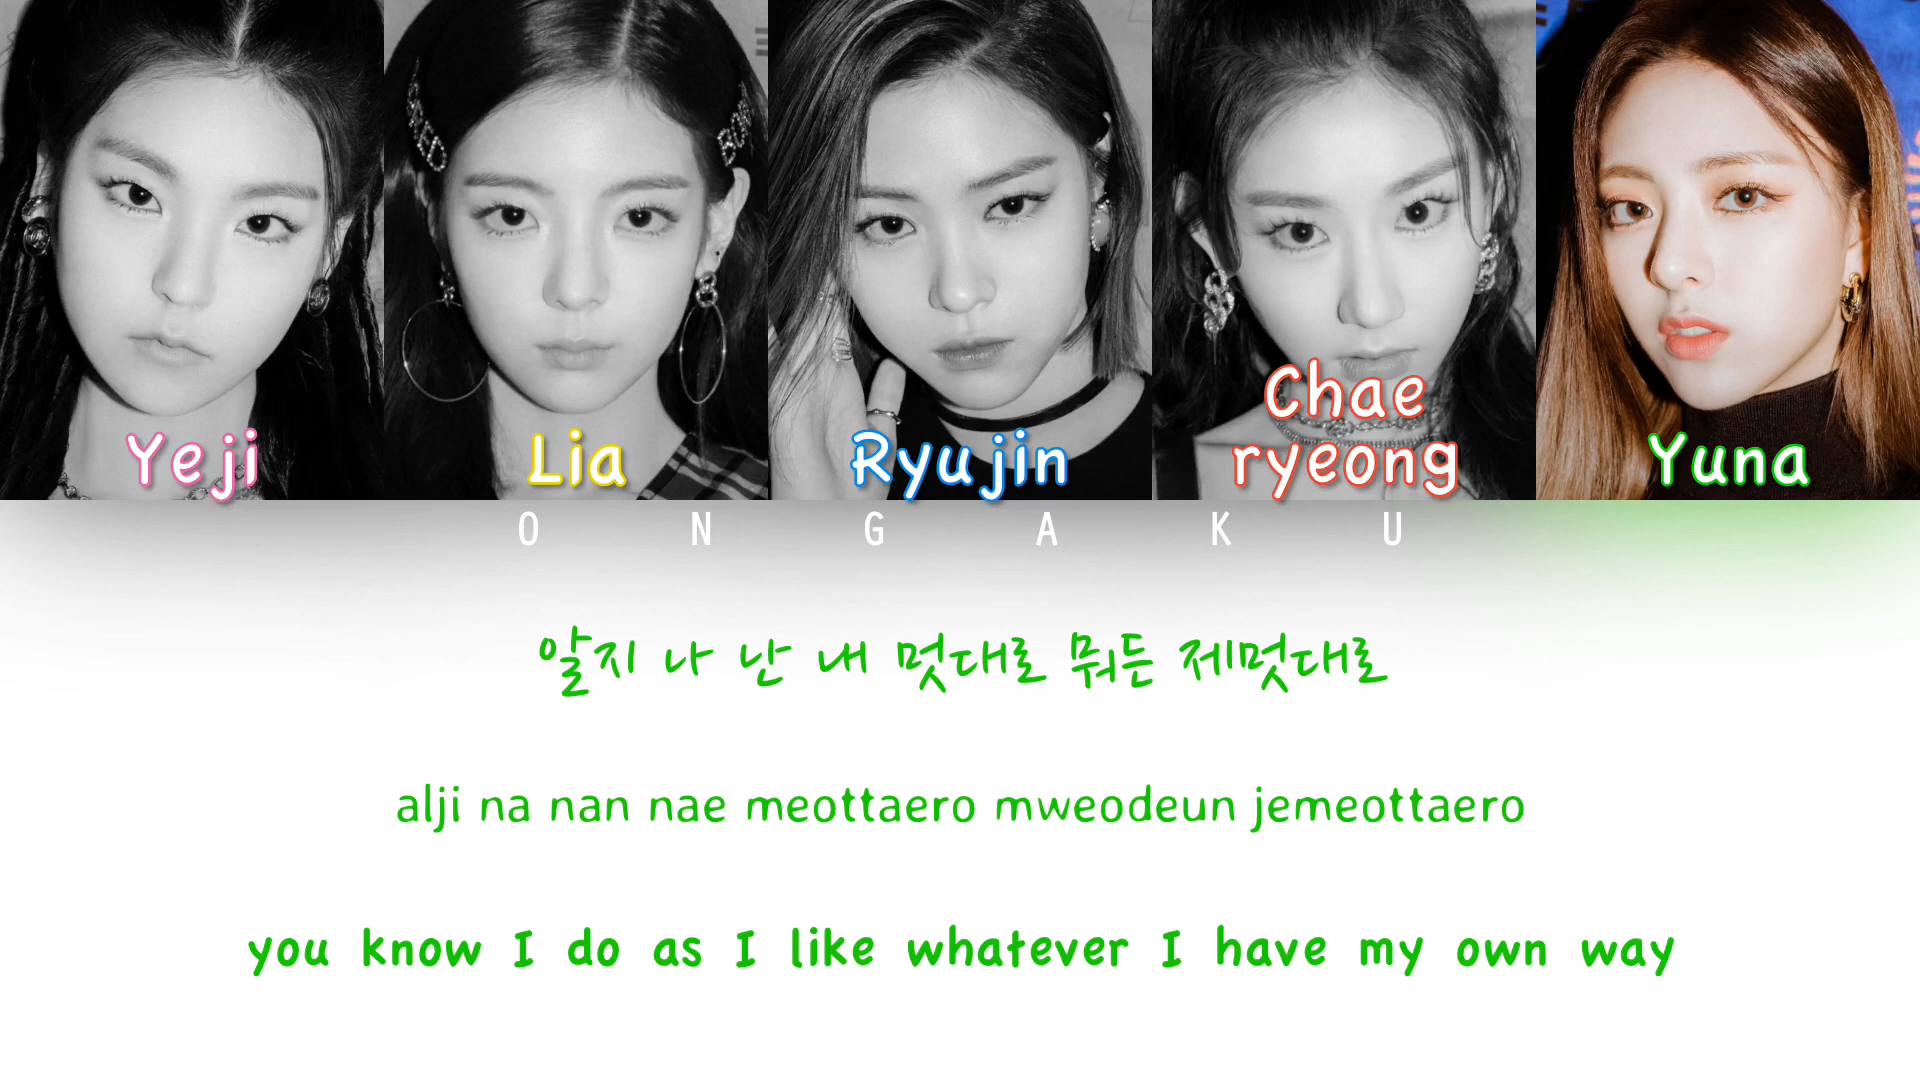 Yeji
Lia
Ryujin
Chae
ryeong
Yuna
O N G A K U
알지 나 난 내 멋대로 뭐든 제멋대로
alji na nan nae meottaero mweodeun jemeottaero
you know I do as I like whatever I have my own way